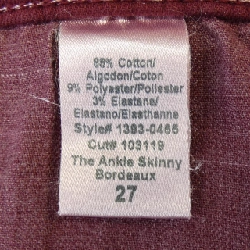 88% Cotton/
Algodon/Coton
9% Polyester/Poliester
3% Elastane/
Elastano/Elasthanne
Style# 1393-0465
Cut# 103119
The Ankle Skinny
Bordeaux
27